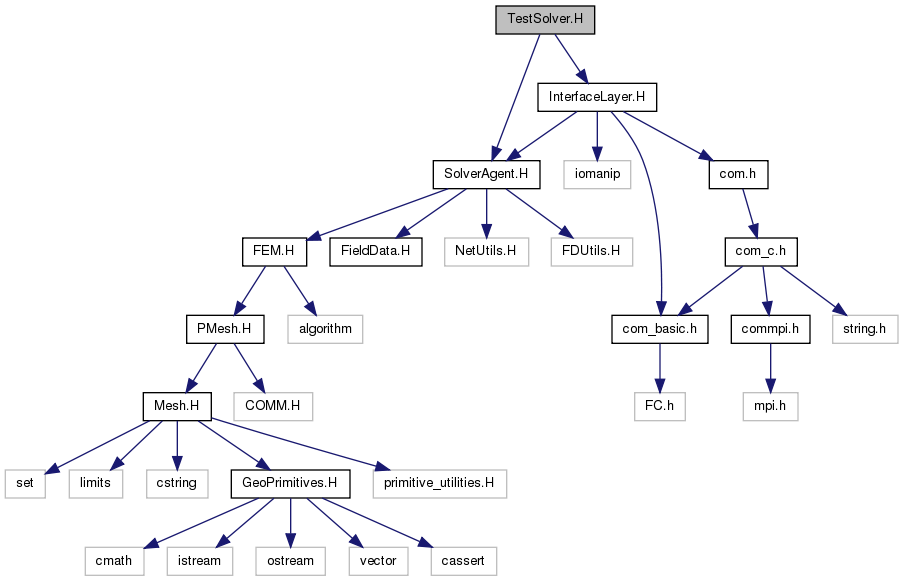 TestSolver.H
InterfaceLayer.H
SolverAgent.H
iomanip
com.h
FEM.H
FieldData.H
NetUtils.H
FDUtils.H
com_c.h
PMesh.H
algorithm
com_basic.h
commpi.h
string.h
Mesh.H
COMM.H
FC.h
mpi.h
set
limits
cstring
GeoPrimitives.H
primitive_utilities.H
cmath
istream
ostream
vector
cassert